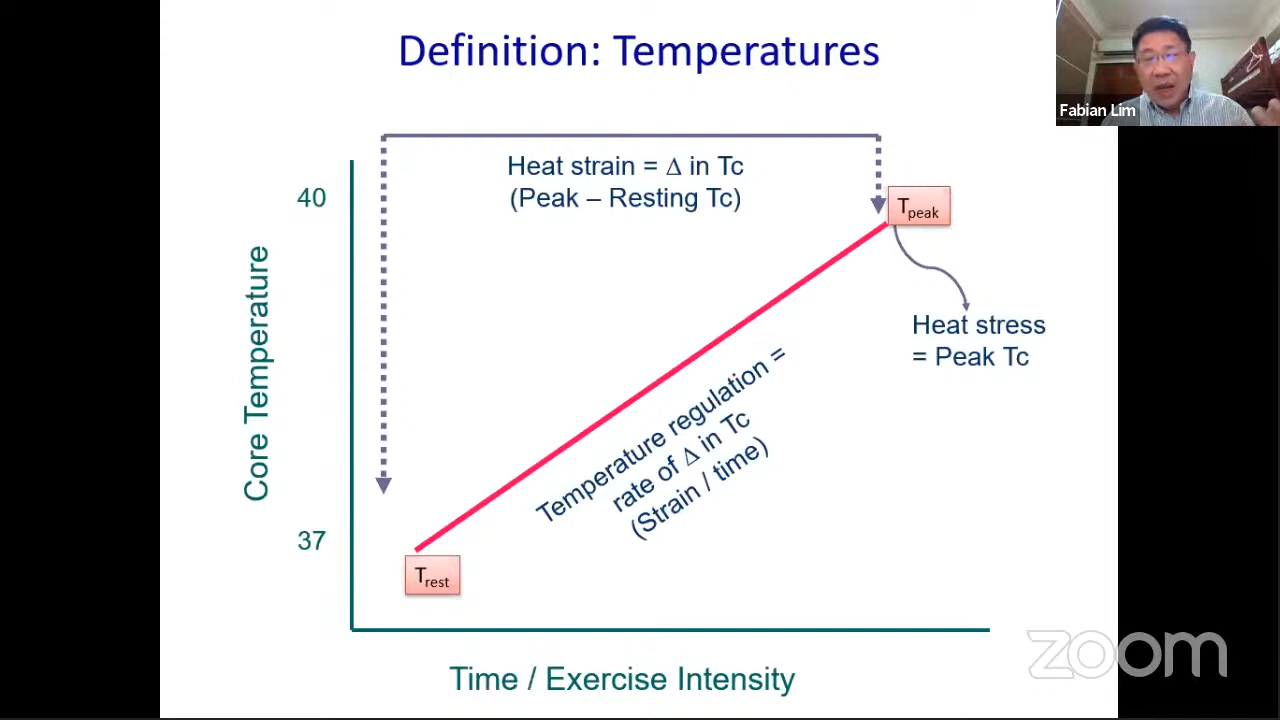 Definition: Temperatures
Fabian Lim
Heat strain = Δ in Tc
(Peak – Resting Tc)
40
Tpeak
Heat stress
= Peak Tc
Core Temperature
Temperature regulation =
rate of Δ in Tc
(Strain / time)
37
Trest
Time / Exercise Intensity
zoom